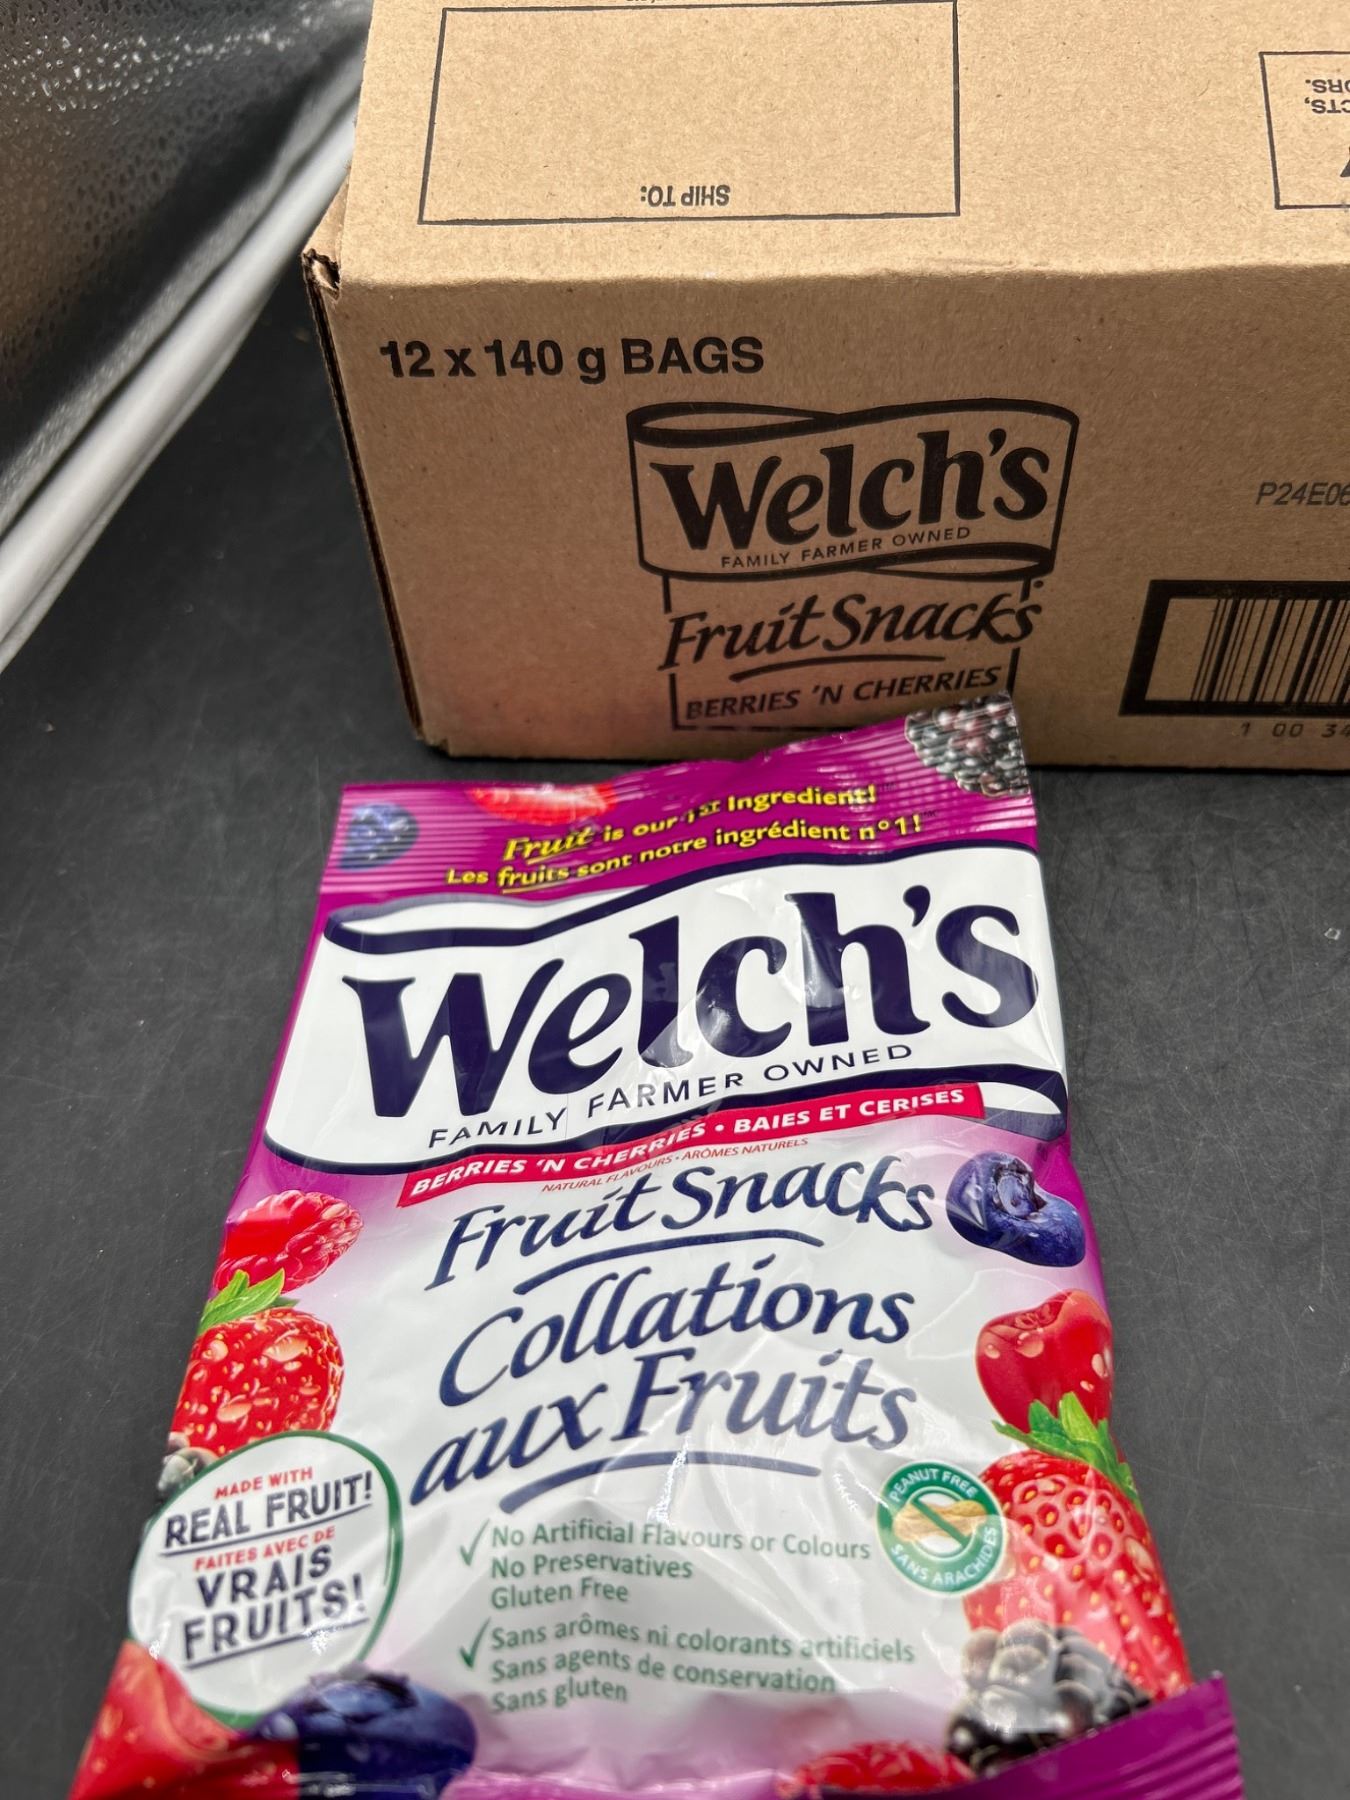 SHIP TO:
12 x 140 g BAGS
Welch's
FAMILY FARMER OWNED
Fruit Snacks
BERRIES 'N CHERRIES
P24E06
1 00 34
Fruit is our 1st Ingredient!
Les fruits sont notre ingrédient n°1!
Welch's
FAMILY FARMER OWNED
BERRIES 'N CHERRIES • BAIES ET CERISES
NATURAL FLAVOURS • ARÔMES NATURELS
Fruit Snacks
Collations
aux Fruits
MADE WITH
REAL FRUIT!
FAITES AVEC DE
VRAIS
FRUITS!
PEANUT FREE
SANS ARACHIDES
No Artificial Flavours or Colours
No Preservatives
Gluten Free
Sans arômes ni colorants artificiels
Sans agents de conservation
Sans gluten